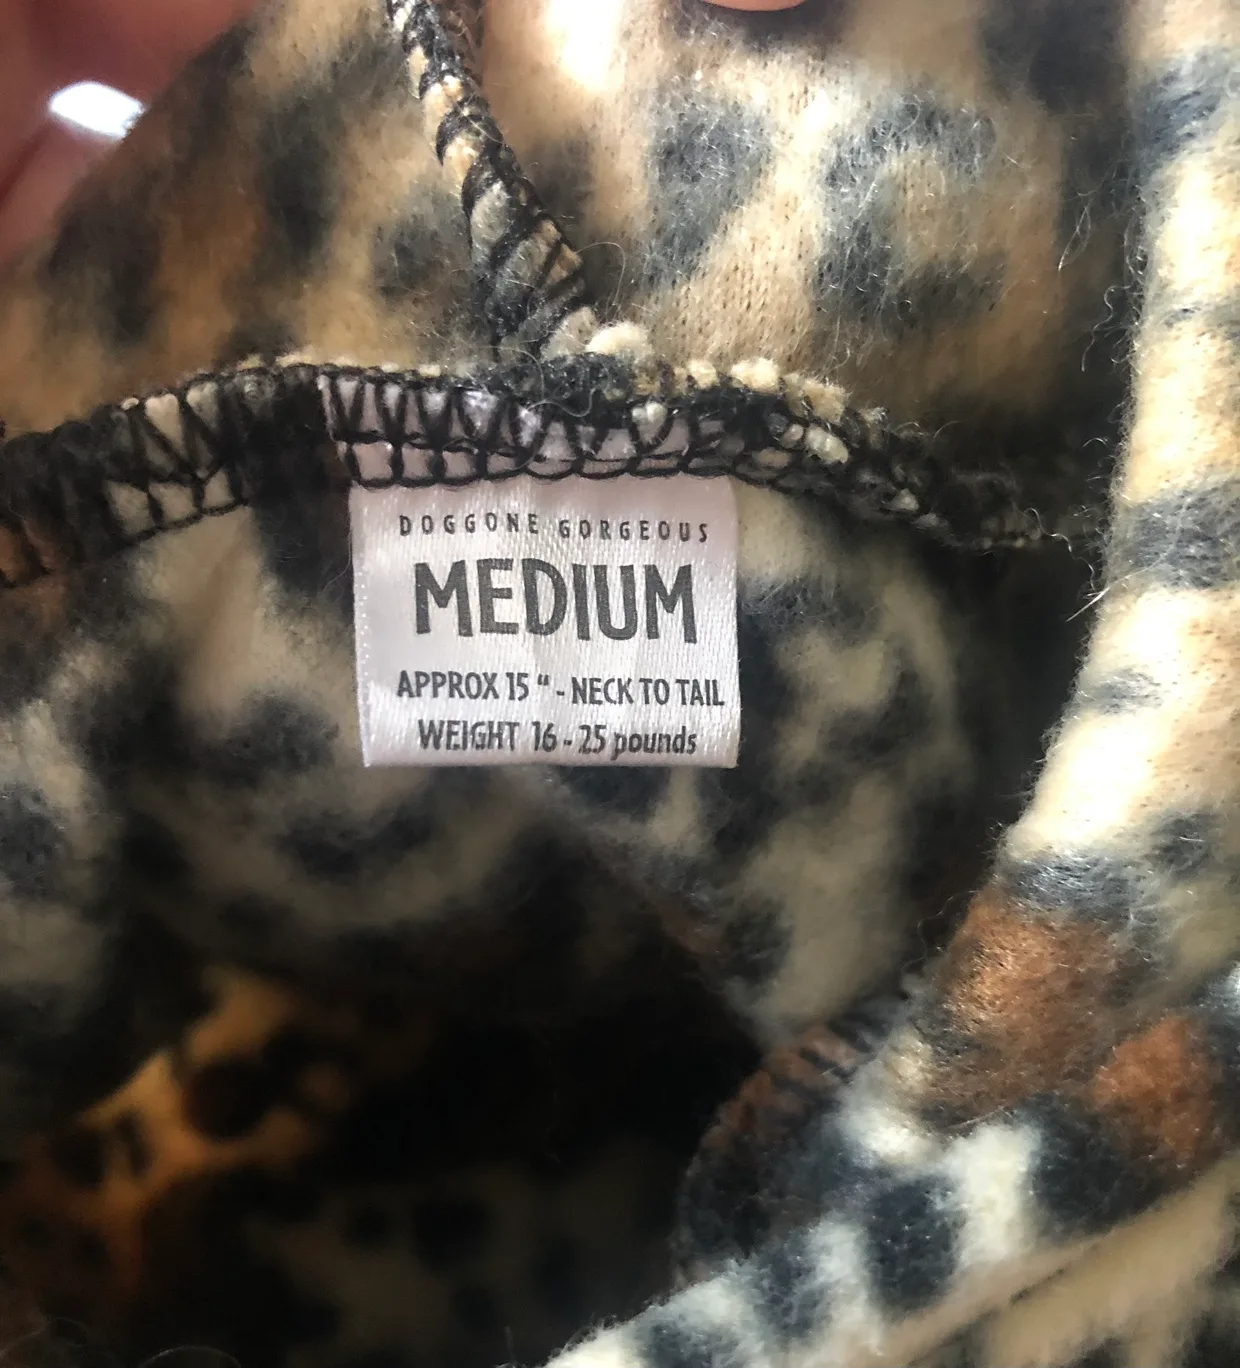 DOGGONE GORGEOUS
MEDIUM
APPROX 15 " - NECK TO TAIL
WEIGHT 16 - 25 pounds